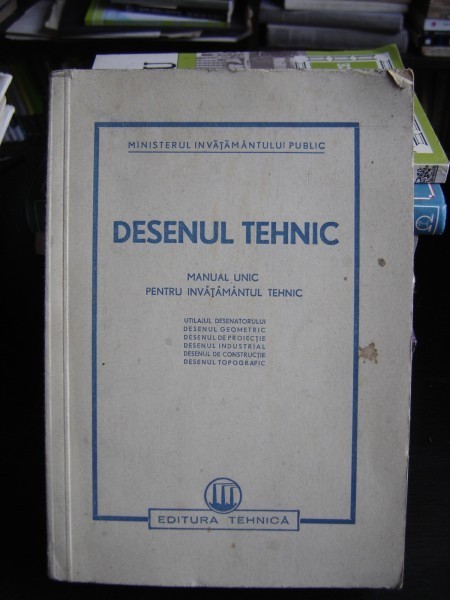 MINISTERUL INVĂȚĂMÂNTULUI PUBLIC
DESENUL TEHNIC
MANUAL UNIC
PENTRU INVĂȚĂMÂNTUL TEHNIC
UTILAJUL DESENATORULUI
DESENUL GEOMETRIC
DESENUL DE PROIECȚIE
DESENUL INDUSTRIAL
DESENUL DE CONSTRUCȚIE
DESENUL TOPOGRAFIC
EDITURA TEHNICĂ